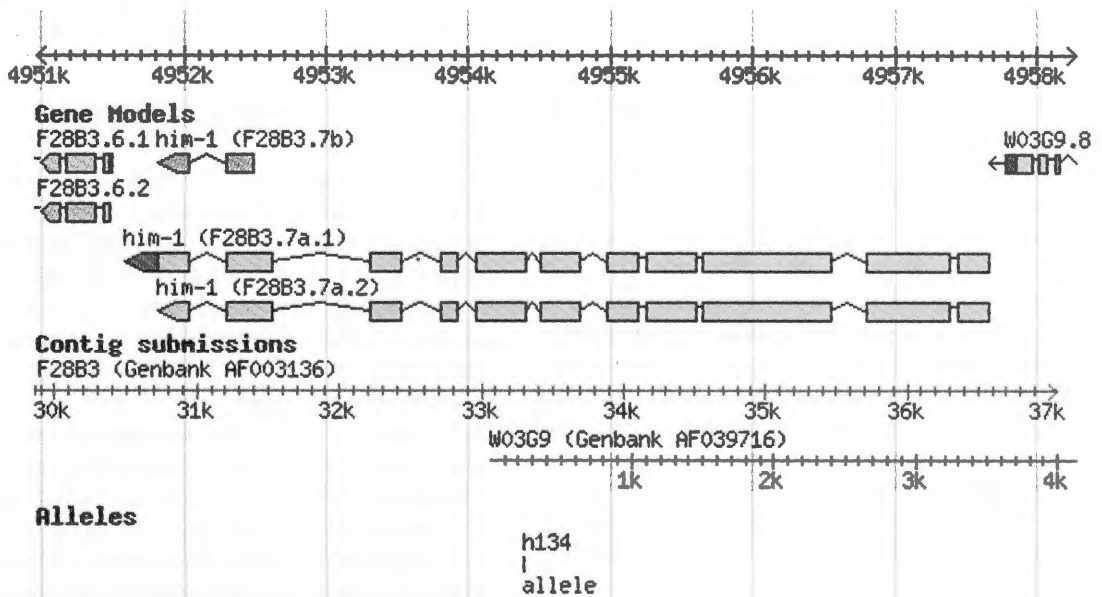 4951k 4952k 4953k 4954k 4955k 4956k 4957k 4958k
Gene Models
F28B3.6.1 him-1 (F28B3.7b) W03G9.8
F28B3.6.2
him-1 (F28B3.7a.1)
him-1 (F28B3.7a.2)
Contig submissions
F28B3 (Genbank AF003136)
30k 31k 32k 33k 34k 35k 36k 37k
W03G9 (Genbank AF039716)
1k 2k 3k 4k
Alleles
h134
allele